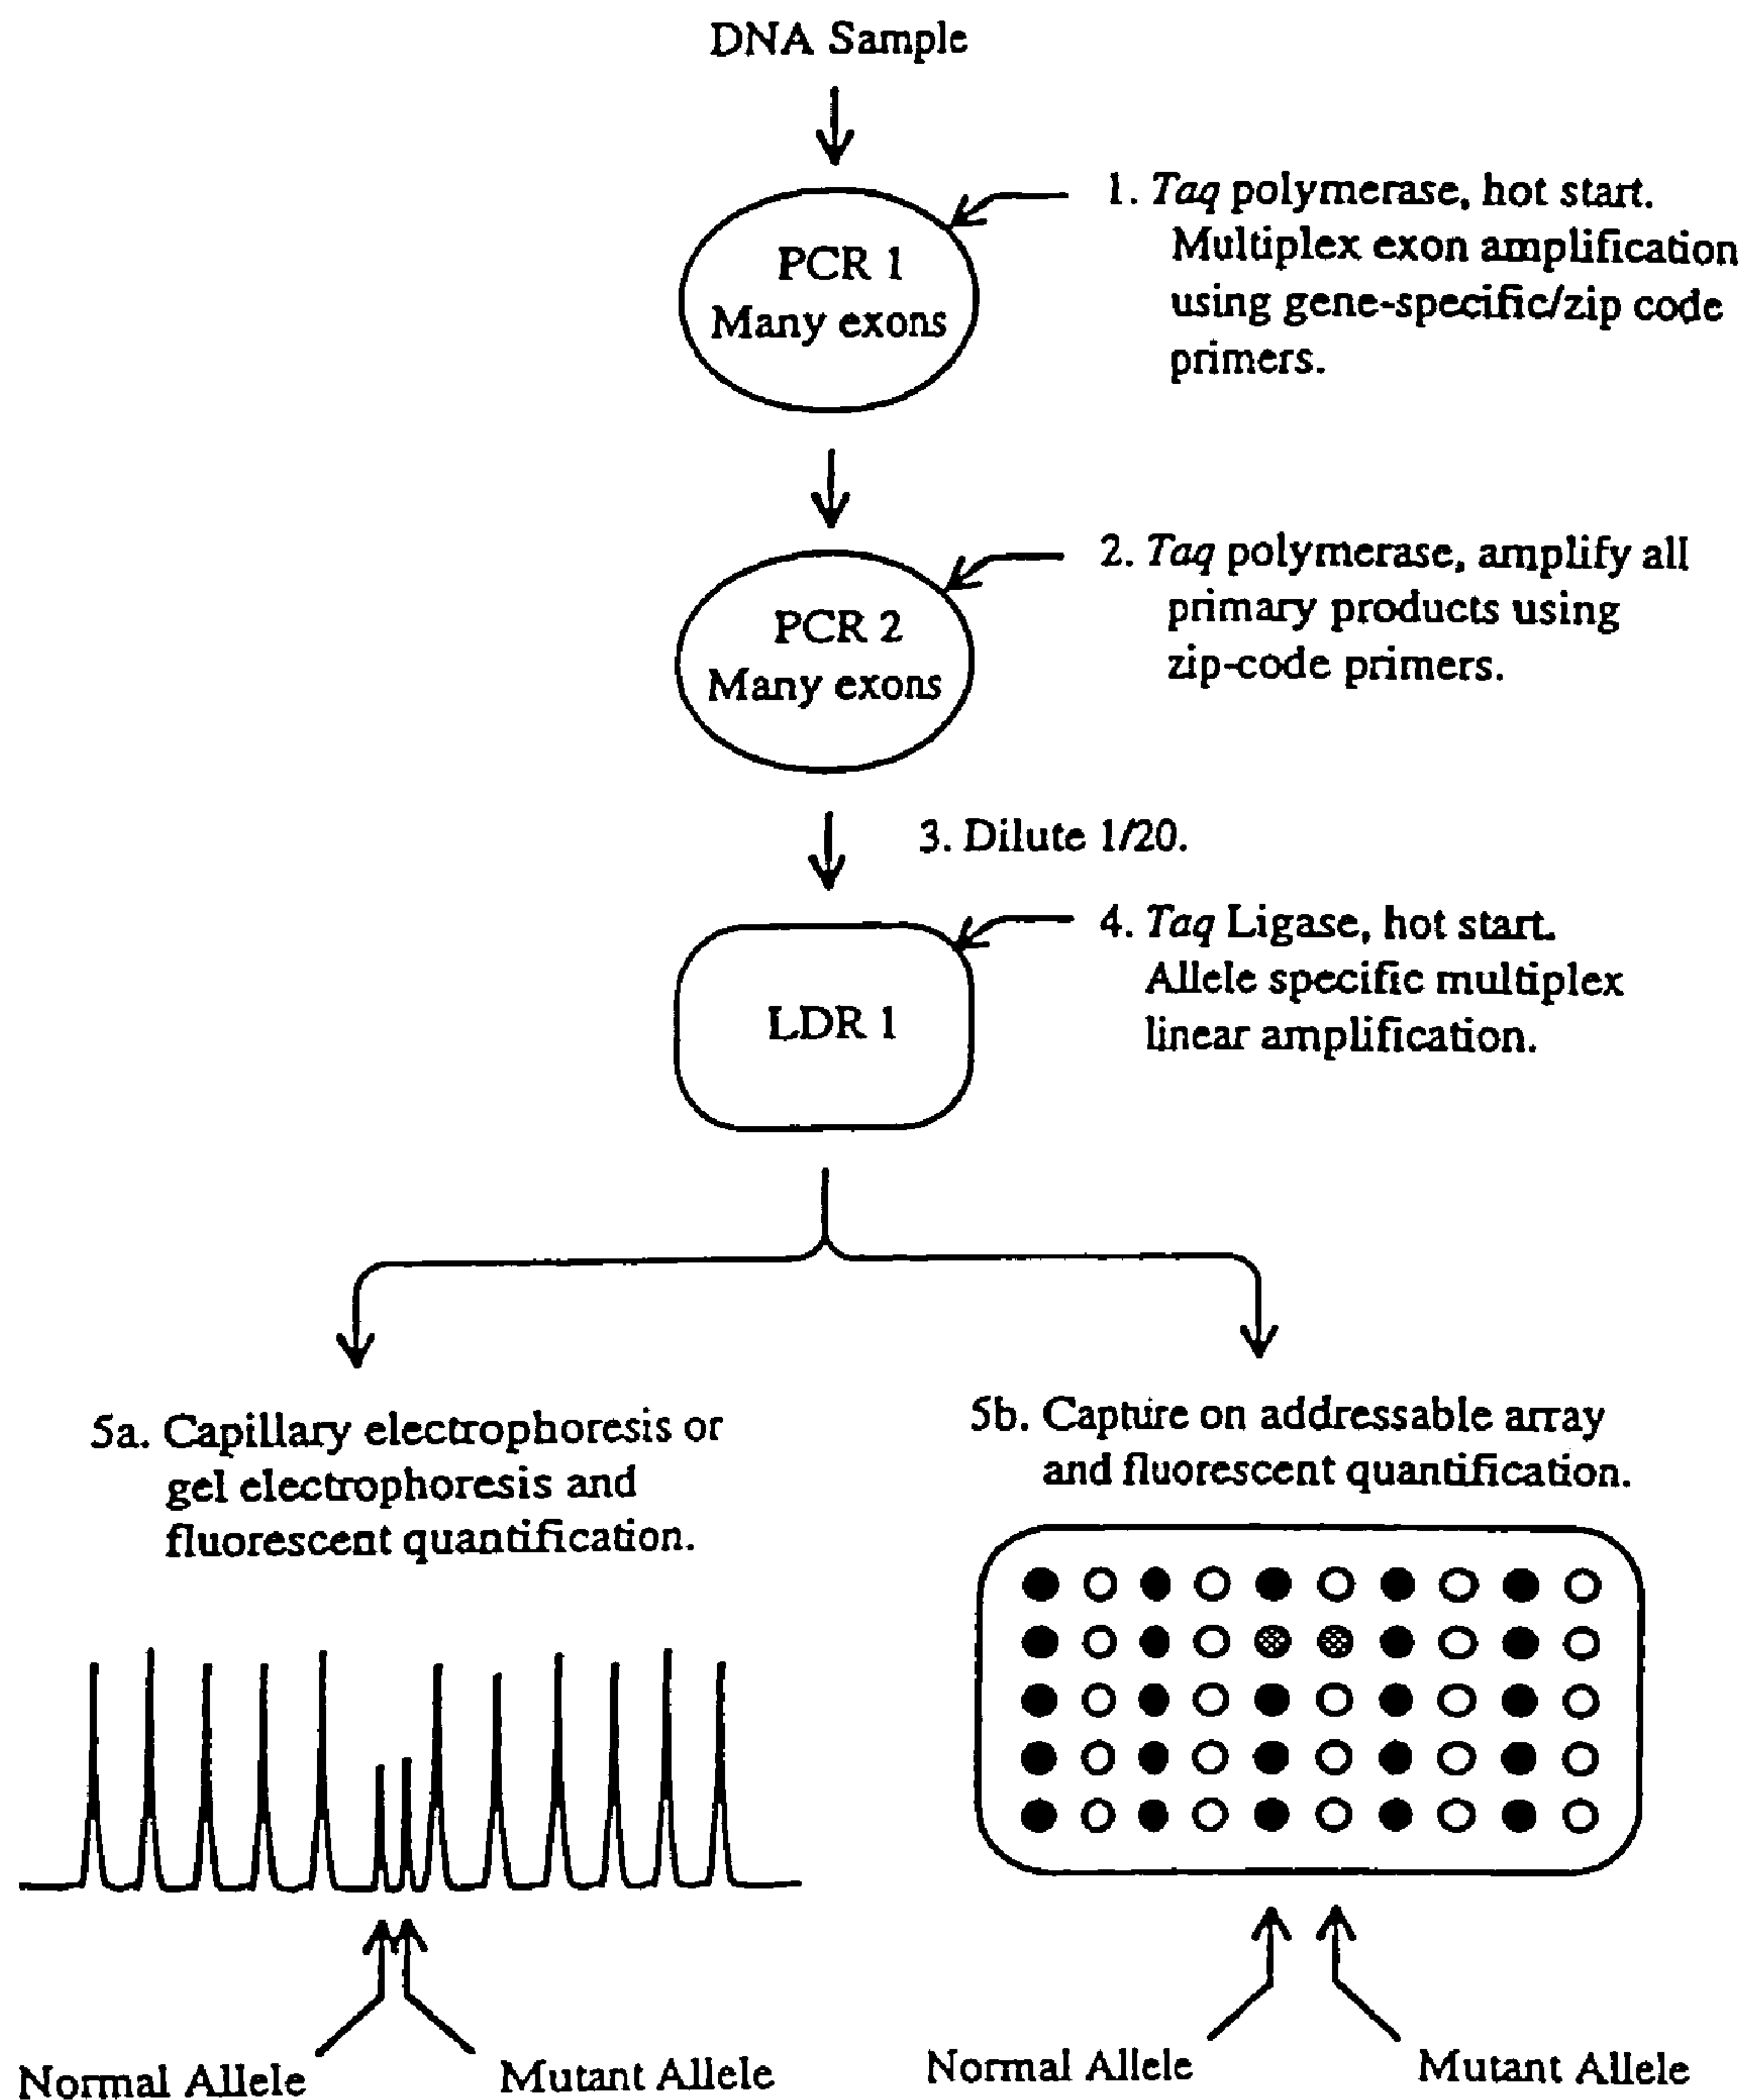 DNA Sample
1. Taq polymerase, hot start.
Multiplex exon amplification
using gene-specific/zip code
primers.
PCR 1
Many exons
2. Taq polymerase, amplify all
primary products using
zip-code primers.
PCR 2
Many exons
3. Dilute 1/20.
4. Taq Ligase, hot start.
Allele specific multiplex
linear amplification.
LDR 1
5a. Capillary electrophoresis or
gel electrophoresis and
fluorescent quantification.
5b. Capture on addressable array
and fluorescent quantification.
Normal Allele
Mutant Allele
Normal Allele
Mutant Allele